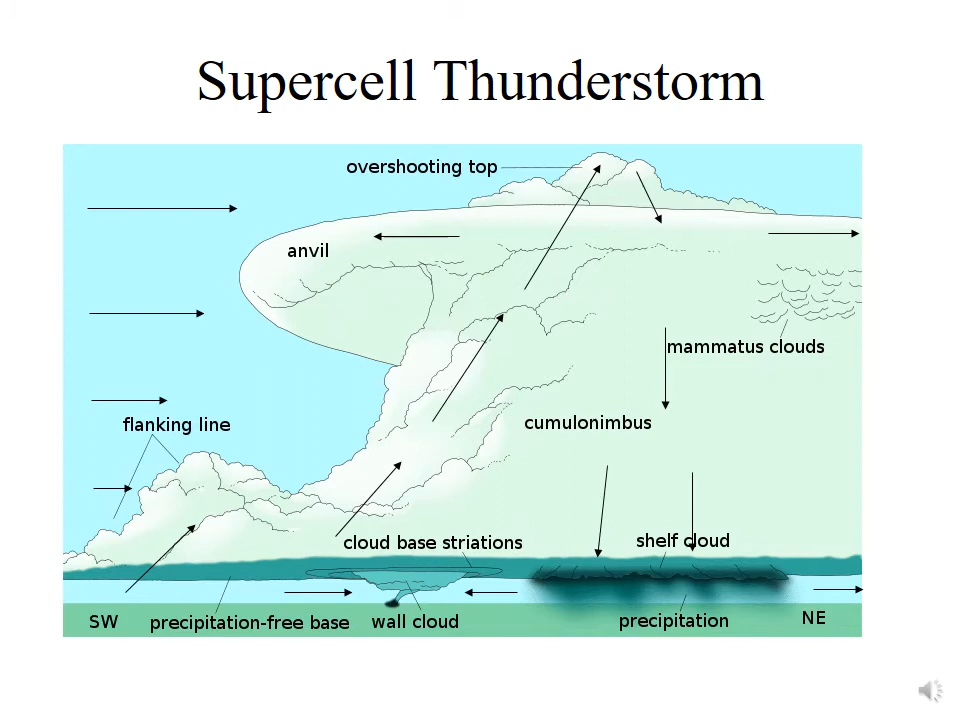 Supercell Thunderstorm
overshooting top
anvil
mammatus clouds
flanking line
cumulonimbus
cloud base striations
shelf cloud
SW
precipitation-free base
wall cloud
precipitation
NE